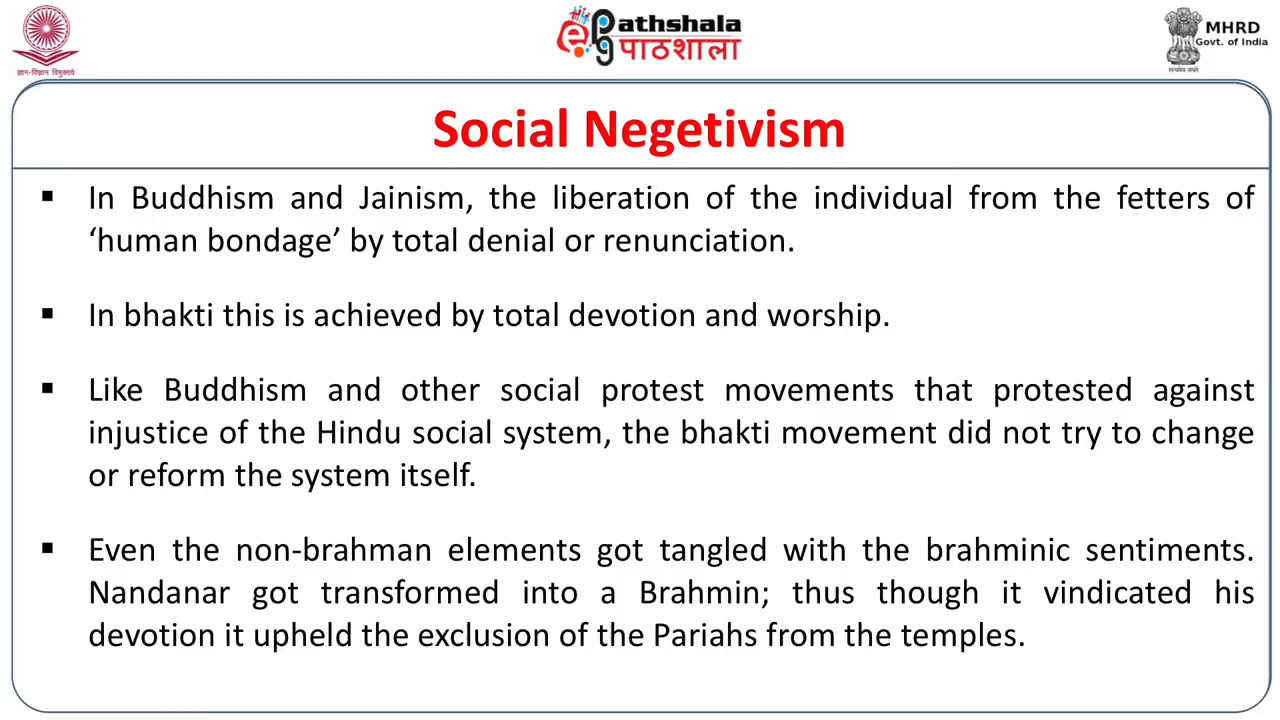 ज्ञान-विज्ञान विमुक्तये
e pg athshala
पाठशाला
MHRD
Govt. of India
सत्यमेव जयते
Social Negetivism
▪ In Buddhism and Jainism, the liberation of the individual from the fetters of
‘human bondage’ by total denial or renunciation.
▪ In bhakti this is achieved by total devotion and worship.
▪ Like Buddhism and other social protest movements that protested against
injustice of the Hindu social system, the bhakti movement did not try to change
or reform the system itself.
▪ Even the non-brahman elements got tangled with the brahminic sentiments.
Nandanar got transformed into a Brahmin; thus though it vindicated his
devotion it upheld the exclusion of the Pariahs from the temples.